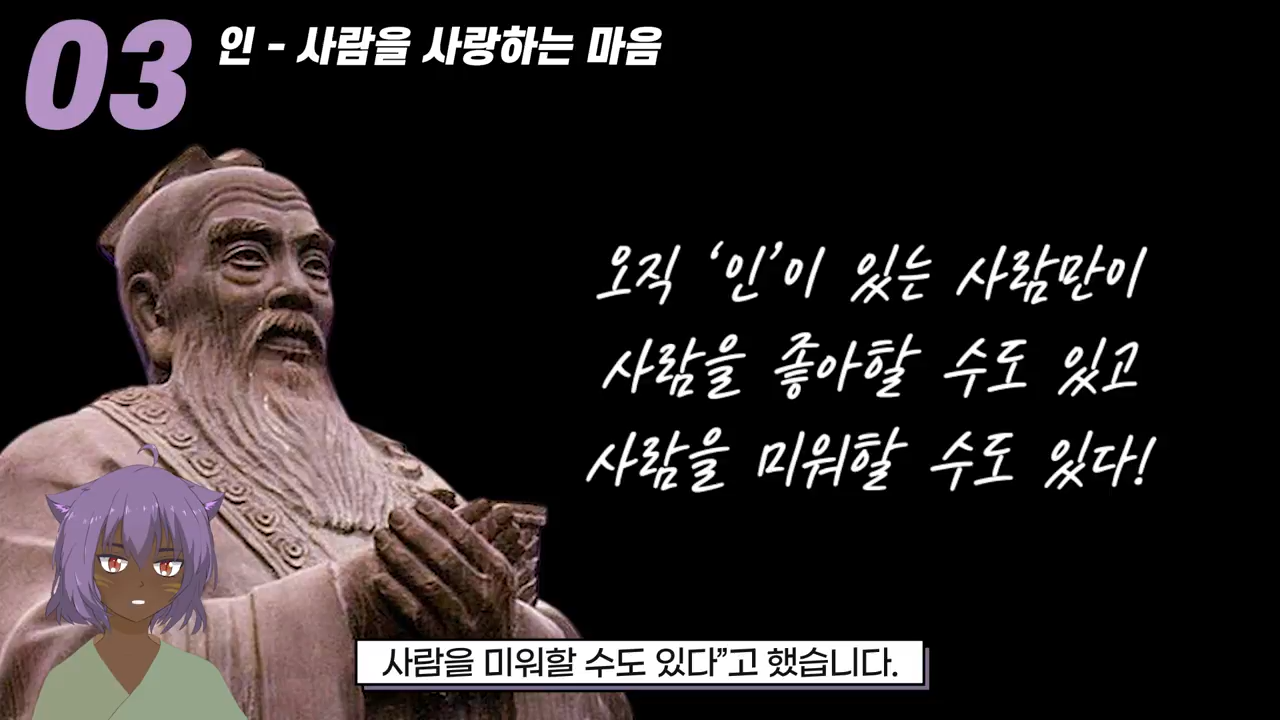 03
인 - 사람을 사랑하는 마음
오직 ‘인’이 있는 사람만이
사람을 좋아할 수도 있고
사람을 미워할 수도 있다!
사람을 미워할 수도 있다”고 했습니다.